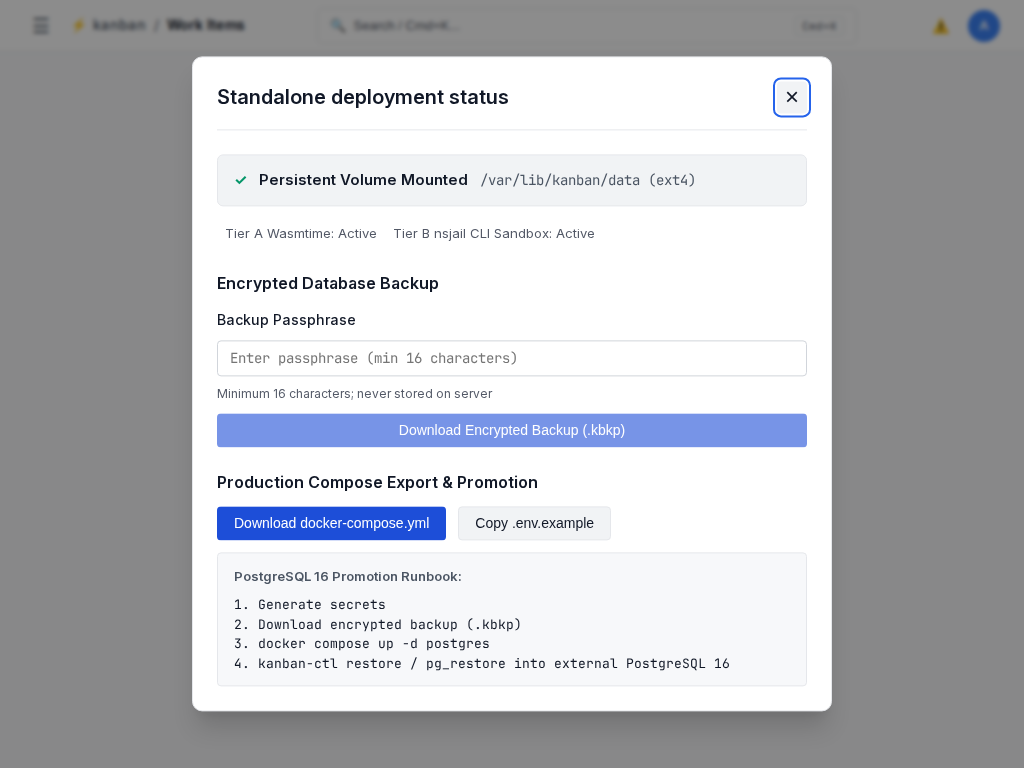 kanban / Work Items
Search / Cmd+K...
Cmd+K
A
Standalone deployment status
Persistent Volume Mounted /var/lib/kanban/data (ext4)
Tier A Wasmtime: Active Tier B nsjail CLI Sandbox: Active
Encrypted Database Backup
Backup Passphrase
Enter passphrase (min 16 characters)
Minimum 16 characters; never stored on server
Download Encrypted Backup (.kbkp)
Production Compose Export & Promotion
Download docker-compose.yml
Copy .env.example
PostgreSQL 16 Promotion Runbook:
1. Generate secrets
2. Download encrypted backup (.kbkp)
3. docker compose up -d postgres
4. kanban-ctl restore / pg_restore into external PostgreSQL 16